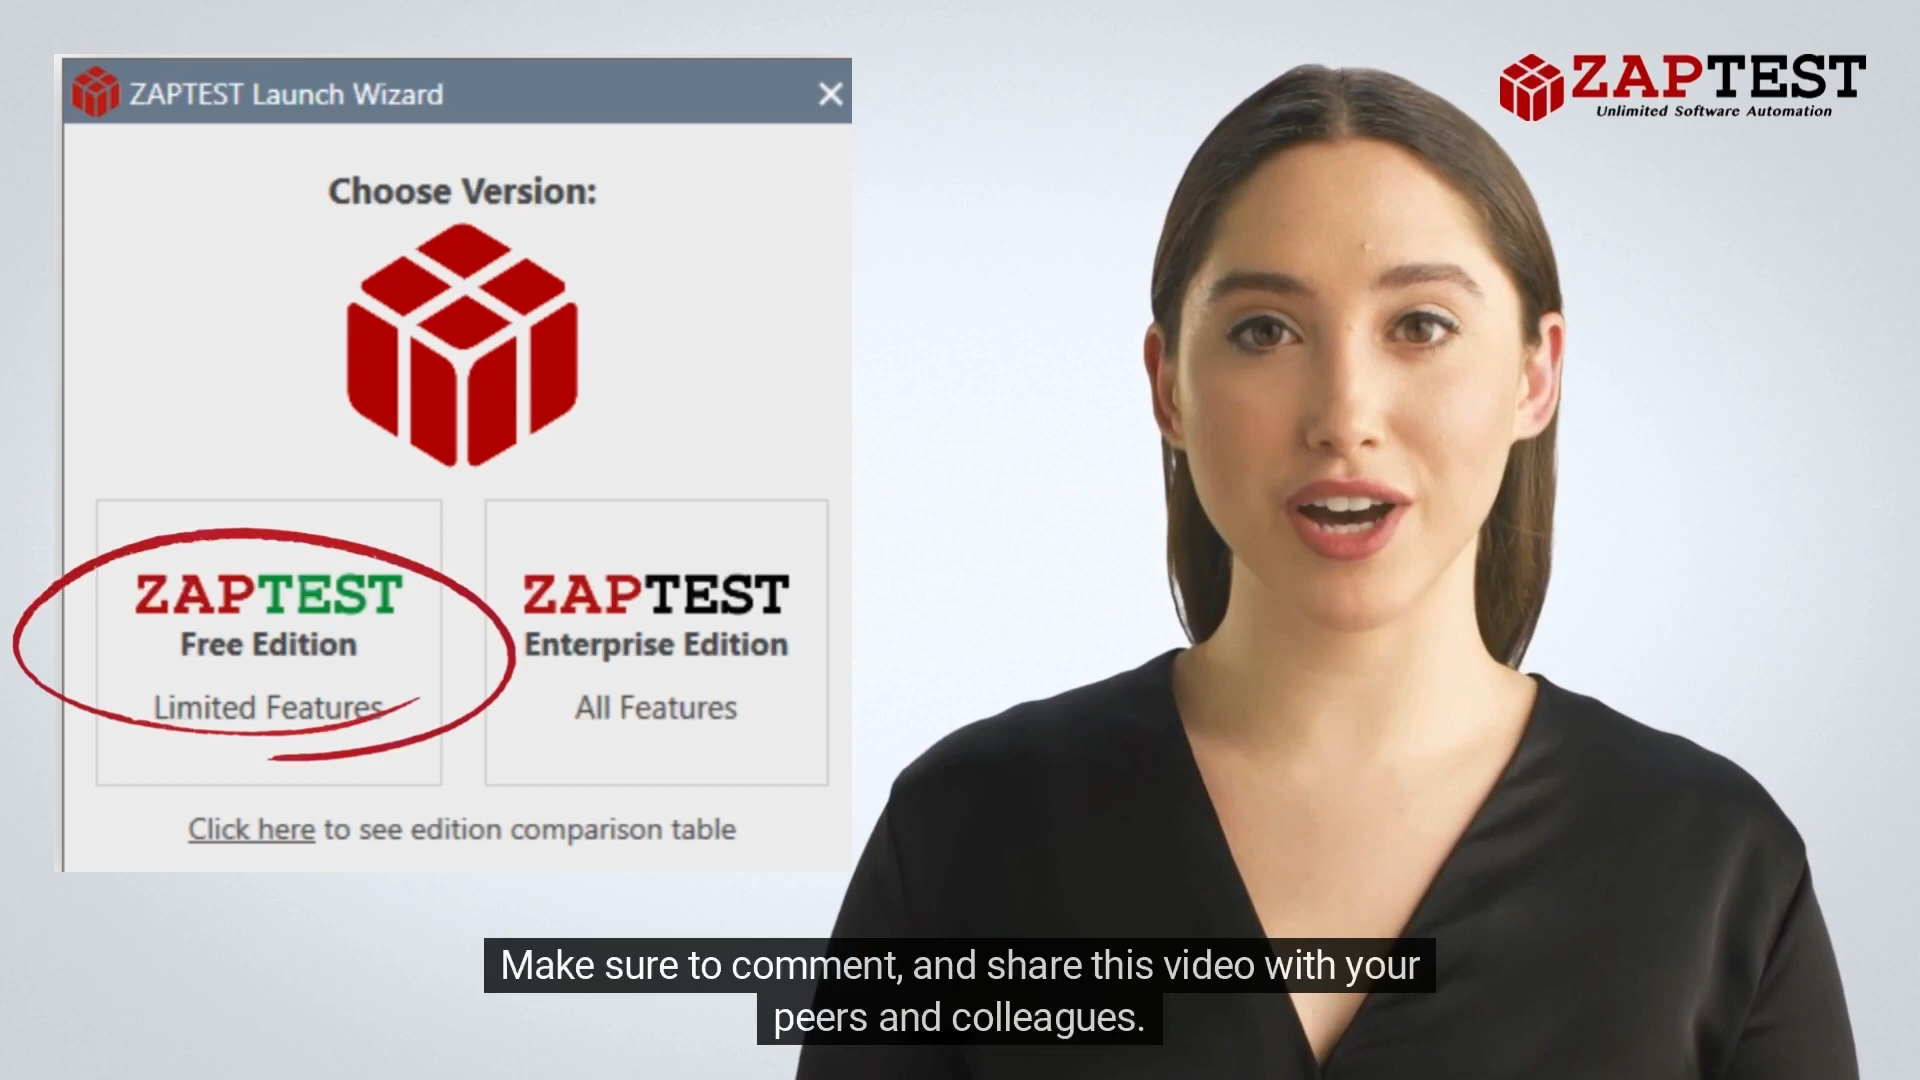 ZAPTEST Launch Wizard
ZAPTEST
Unlimited Software Automation
Choose Version:
ZAPTEST
Free Edition
Limited Features
ZAPTEST
Enterprise Edition
All Features
Click here to see edition comparison table
Make sure to comment, and share this video with your
peers and colleagues.